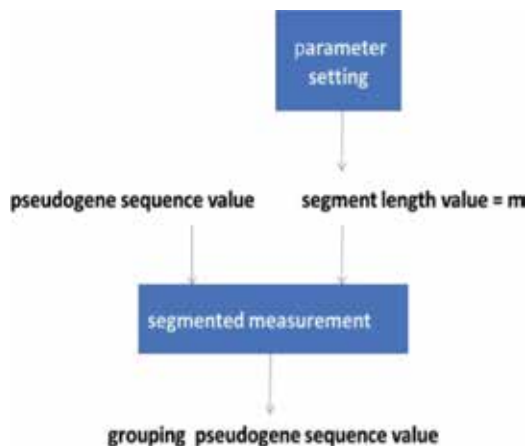 parameter
setting
pseudogene sequence value
segment length value = m
segmented measurement
grouping pseudogene sequence value